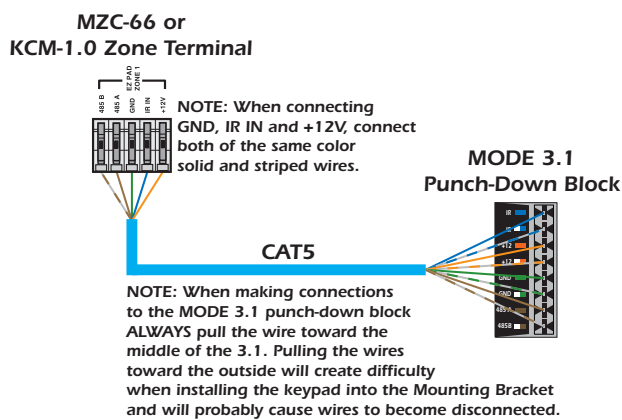 MZC-66 or
KCM-1.0 Zone Terminal
EZ PAD
ZONE 1
485 B
485 A
GND
IR IN
+12V
NOTE: When connecting
GND, IR IN and +12V, connect
both of the same color
solid and striped wires.
MODE 3.1
Punch-Down Block
IR
IR
+12
+12
GND
GND
485 A
485B
CAT5
NOTE: When making connections
to the MODE 3.1 punch-down block
ALWAYS pull the wire toward the
middle of the 3.1. Pulling the wires
toward the outside will create difficulty
when installing the keypad into the Mounting Bracket
and will probably cause wires to become disconnected.